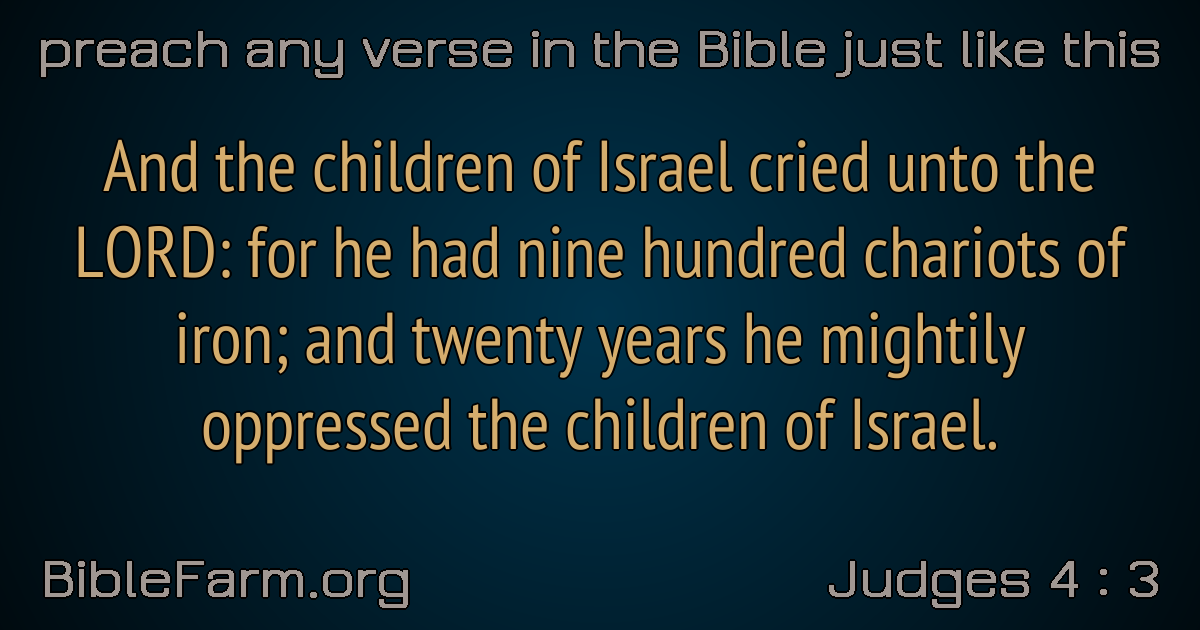 preach any verse in the Bible just like this
And the children of Israel cried unto the
LORD: for he had nine hundred chariots of
iron; and twenty years he mightily
oppressed the children of Israel.
BibleFarm.org
Judges 4 : 3